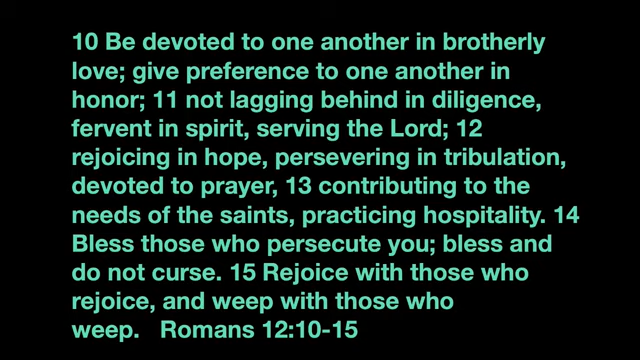 10 Be devoted to one another in brotherly
love; give preference to one another in
honor; 11 not lagging behind in diligence,
fervent in spirit, serving the Lord; 12
rejoicing in hope, persevering in tribulation,
devoted to prayer, 13 contributing to the
needs of the saints, practicing hospitality. 14
Bless those who persecute you; bless and
do not curse. 15 Rejoice with those who
rejoice, and weep with those who
weep.   Romans 12:10-15